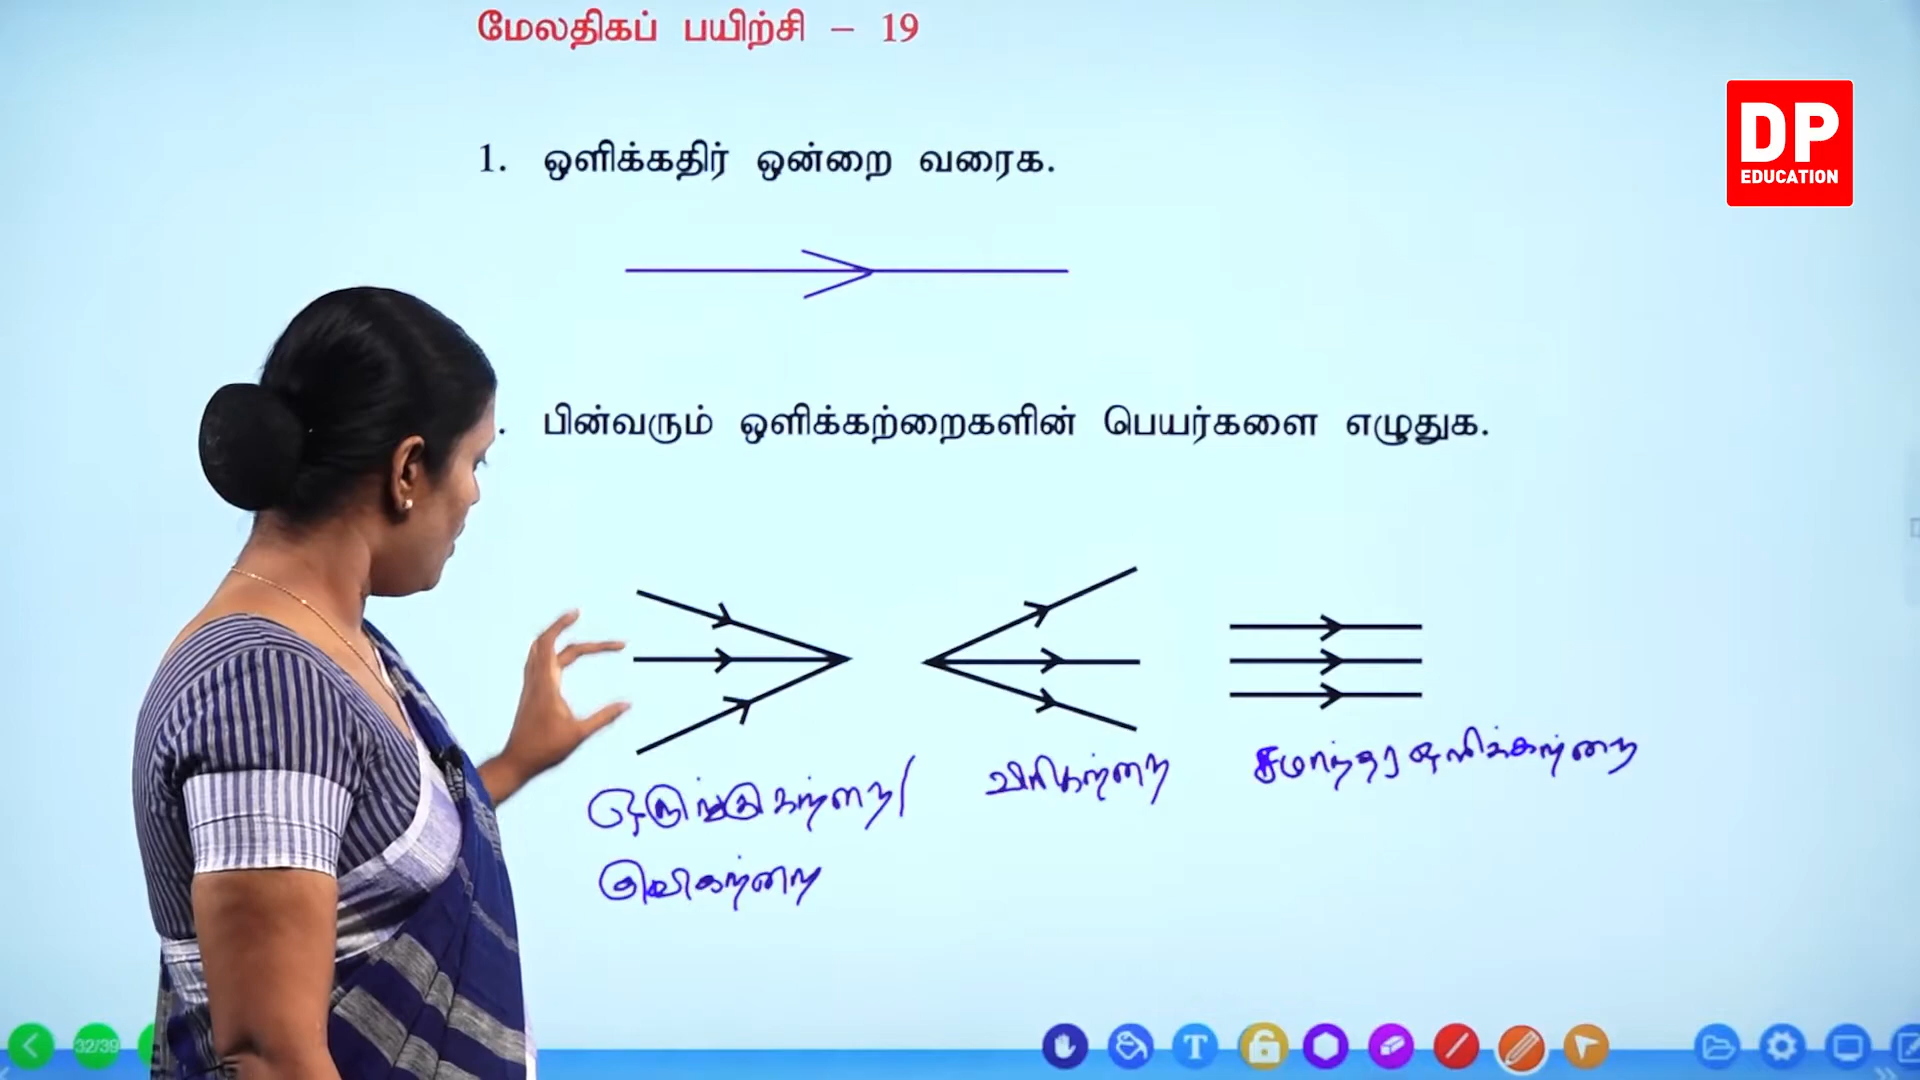 மேலதிகப் பயிற்சி – 19
DP
EDUCATION
1. ஒளிக்கதிர் ஒன்றை வரைக.
. பின்வரும் ஒளிக்கற்றைகளின் பெயர்களை எழுதுக.
ஒருங்குகற்றை/ விரிகற்றை சமாந்தர ஒளிக்கற்றை
குவிகற்றை
32/39
T